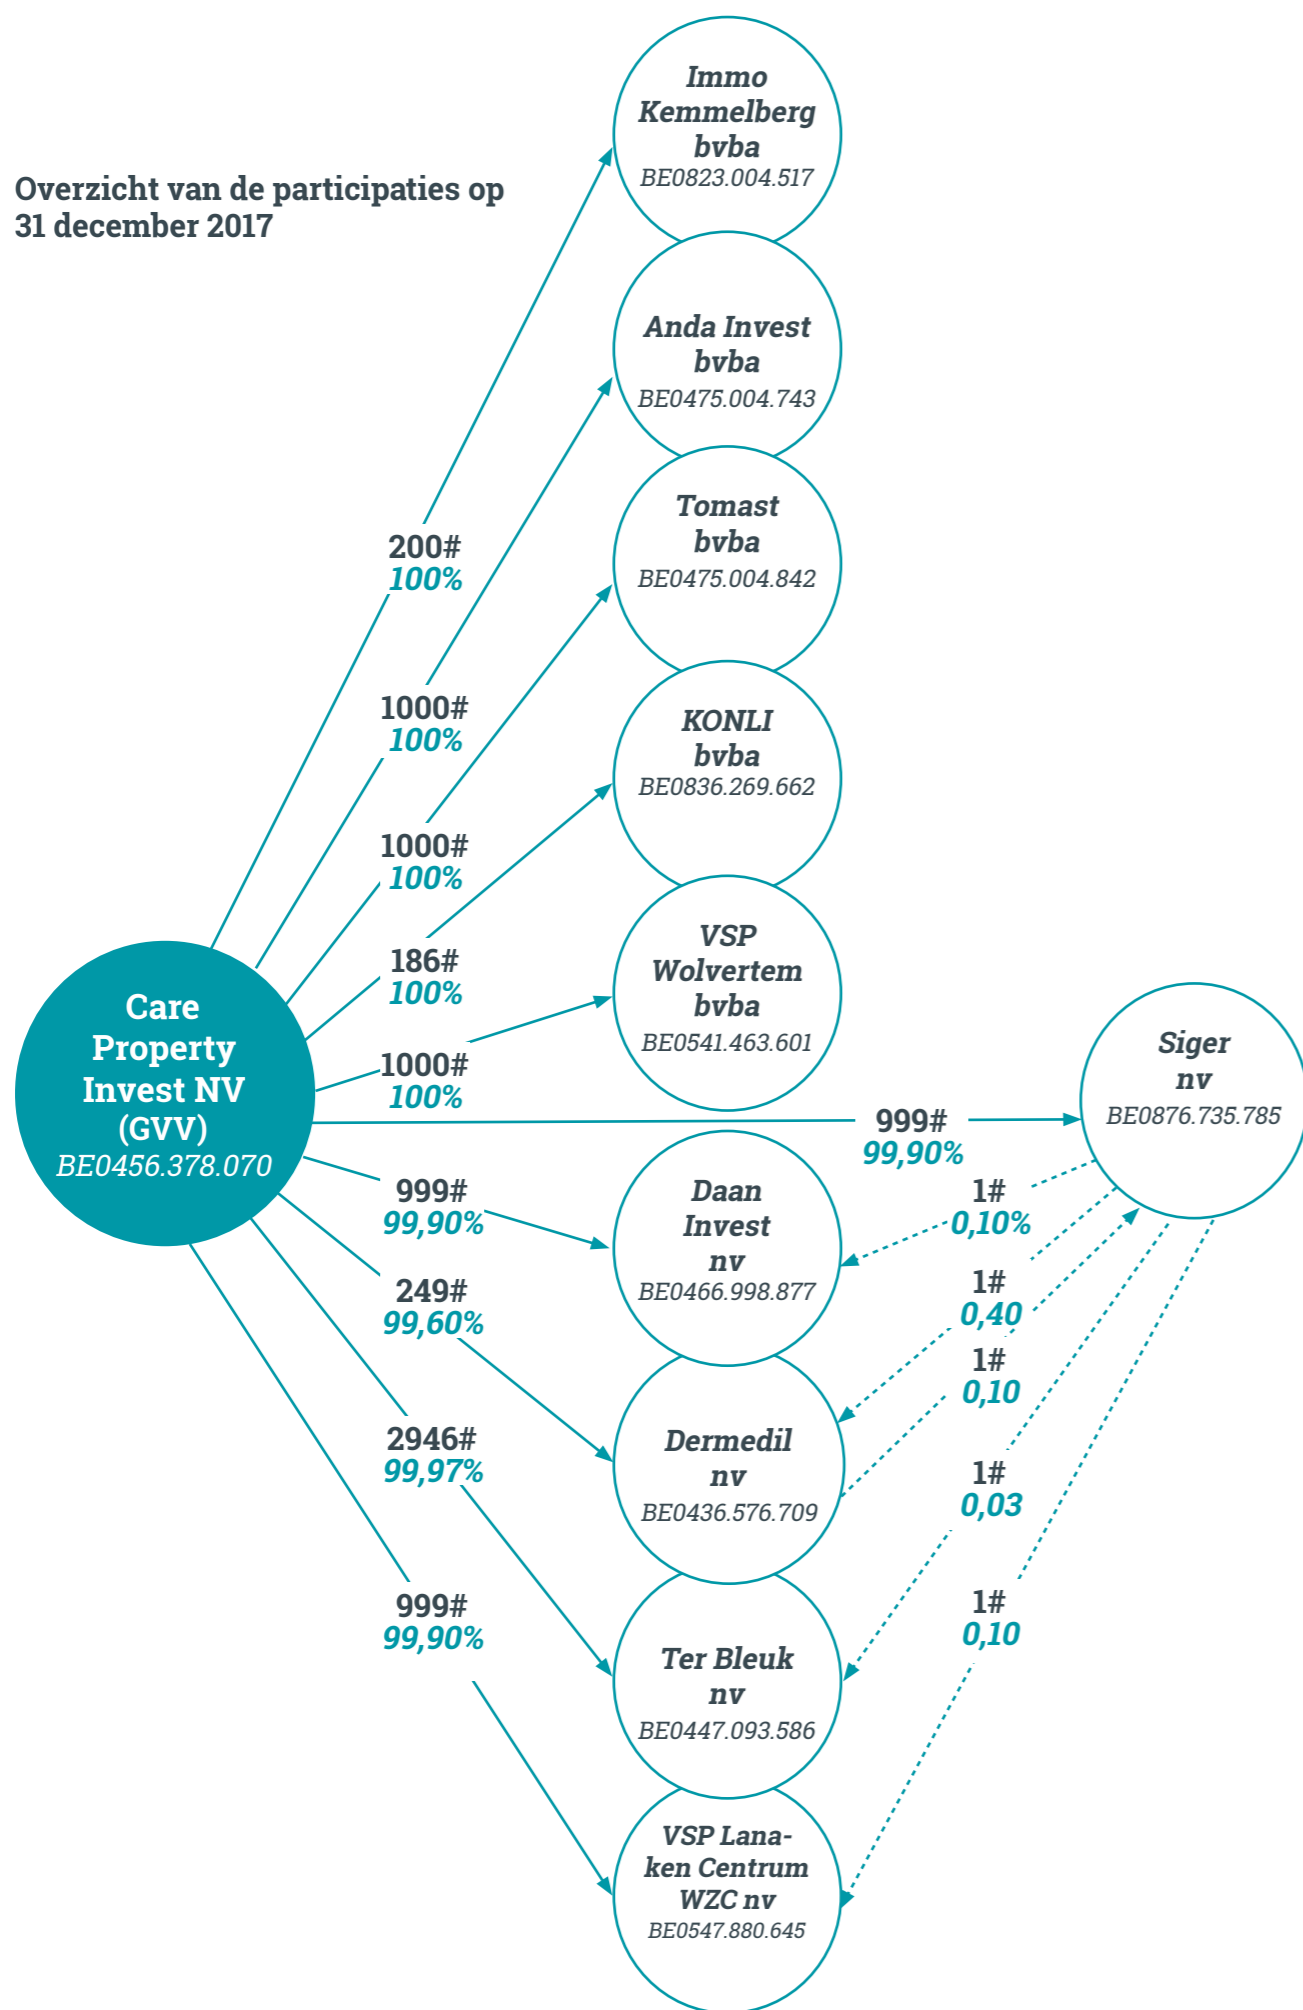 Overzicht van de participaties op
31 december 2017
Immo
Kemmelberg
bvba
BE0823.004.517
Anda Invest
bvba
BE0475.004.743
Tomast
bvba
BE0475.004.842
KONLI
bvba
BE0836.269.662
VSP
Wolvertem
bvba
BE0541.463.601
200#
100%
1000#
100%
1000#
100%
186#
100%
1000#
100%
Care
Property
Invest NV
(GVV)
BE0456.378.070
999#
99,90%
Siger
nv
BE0876.735.785
999#
99,90%
249#
99,60%
2946#
99,97%
999#
99,90%
Daan
Invest
nv
BE0466.998.877
Dermedil
nv
BE0436.576.709
Ter Bleuk
nv
BE0447.093.586
VSP Lana-
ken Centrum
WZC nv
BE0547.880.645
1#
0,10%
1#
0,40
1#
0,10
1#
0,03
1#
0,10